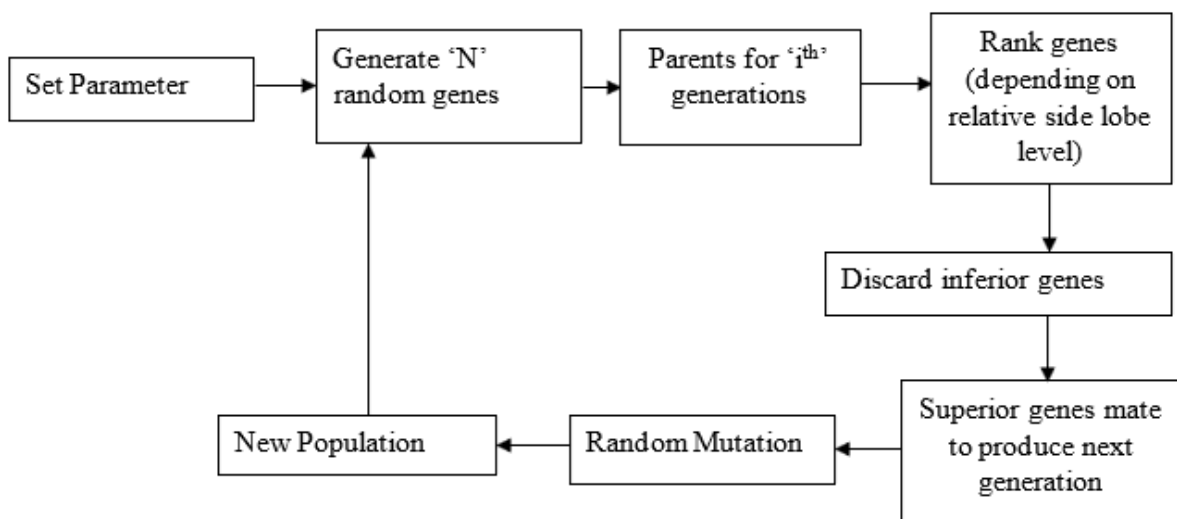 Set Parameter
Generate ‘N’
random genes
Parents for ‘iᵗʰ’
generations
Rank genes
(depending on
relative side lobe
level)
Discard inferior genes
Superior genes mate
to produce next
generation
Random Mutation
New Population